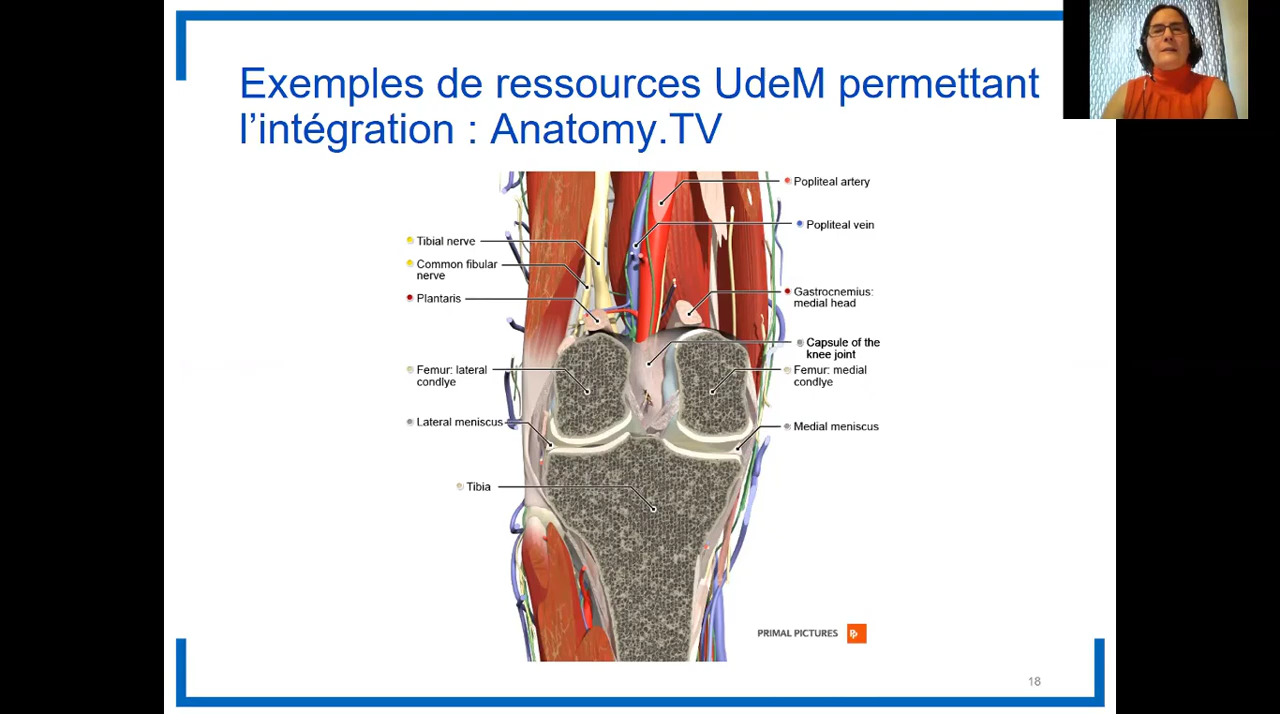 Exemples de ressources UdeM permettant
l’intégration : Anatomy.TV
Popliteal artery
Popliteal vein
Tibial nerve
Common fibular
nerve
Plantaris
Gastrocnemius:
medial head
Capsule of the
knee joint
Femur: lateral
condlye
Femur: medial
condlye
Lateral meniscus
Medial meniscus
Tibia
PRIMAL PICTURES
18